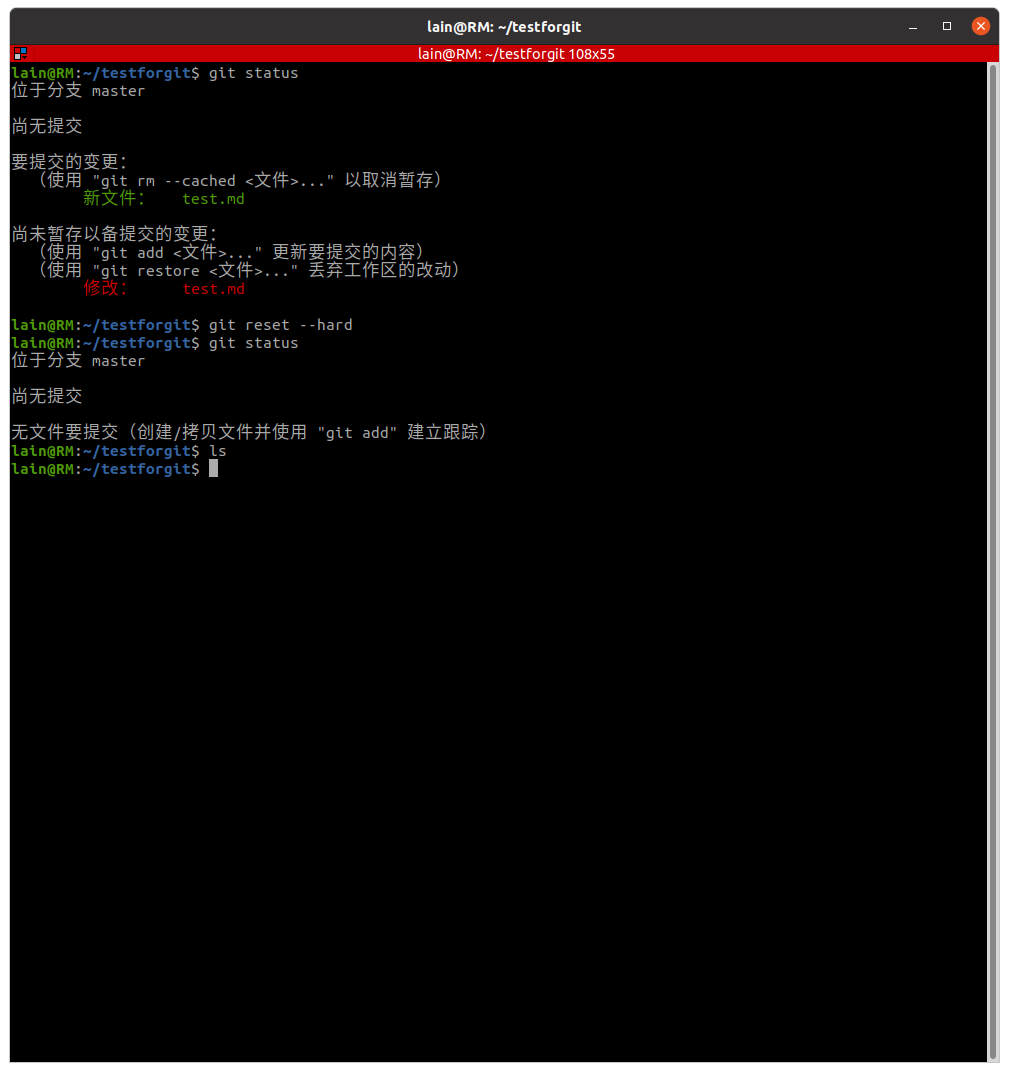 lain@RM: ~/testforgit
lain@RM: ~/testforgit 108x55
lain@RM:~/testforgit$ git status
位于分支 master
尚无提交
要提交的变更：
（使用 "git rm --cached <文件>..." 以取消暂存）
新文件：   test.md
尚未暂存以备提交的变更：
（使用 "git add <文件>..." 更新要提交的内容）
（使用 "git restore <文件>..." 丢弃工作区的改动）
修改：     test.md
lain@RM:~/testforgit$ git reset --hard
lain@RM:~/testforgit$ git status
位于分支 master
尚无提交
无文件要提交（创建/拷贝文件并使用 "git add" 建立跟踪）
lain@RM:~/testforgit$ ls
lain@RM:~/testforgit$